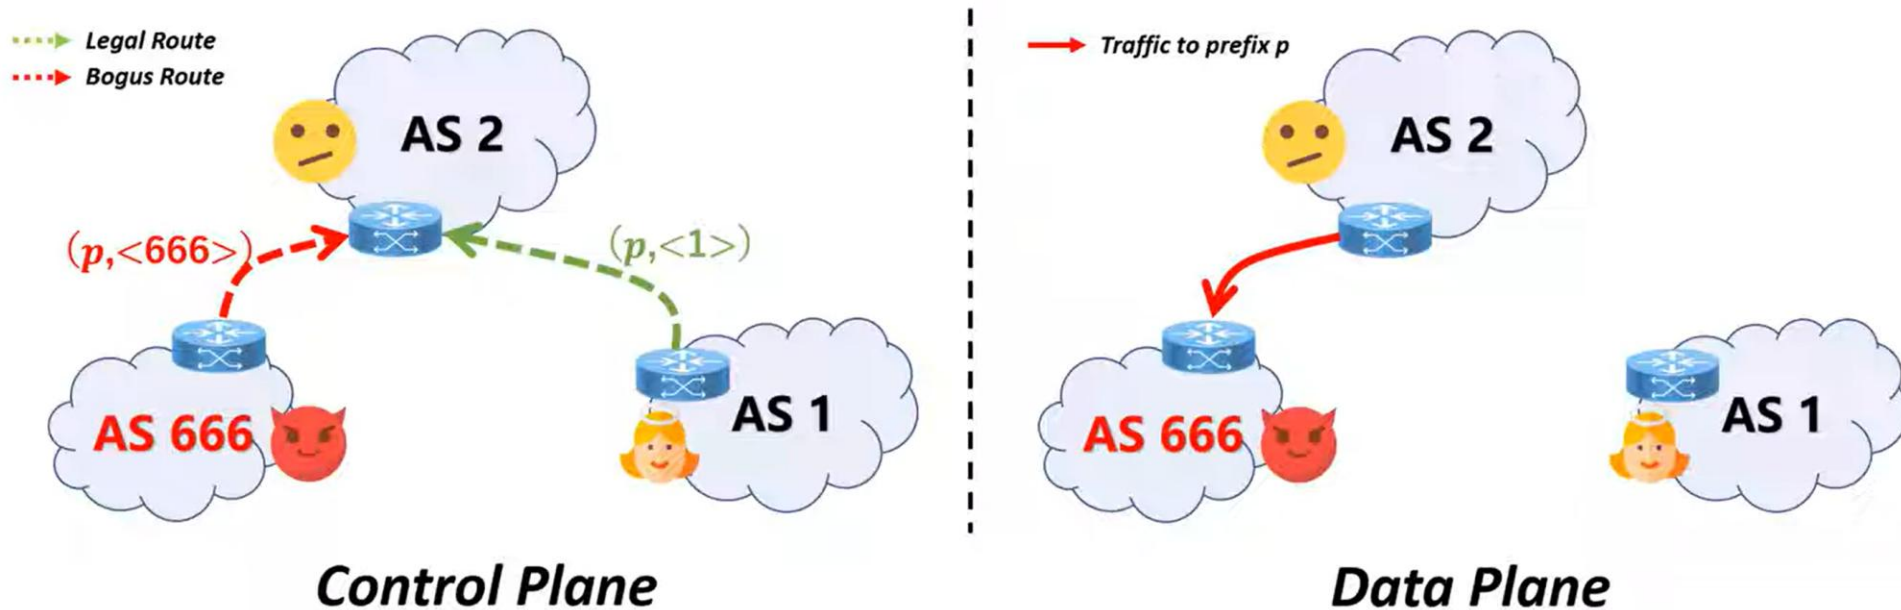 Legal Route
Bogus Route
AS 2
(p,<666>)
(p,<1>)
AS 666
AS 1
Control Plane
Traffic to prefix p
AS 2
AS 666
AS 1
Data Plane